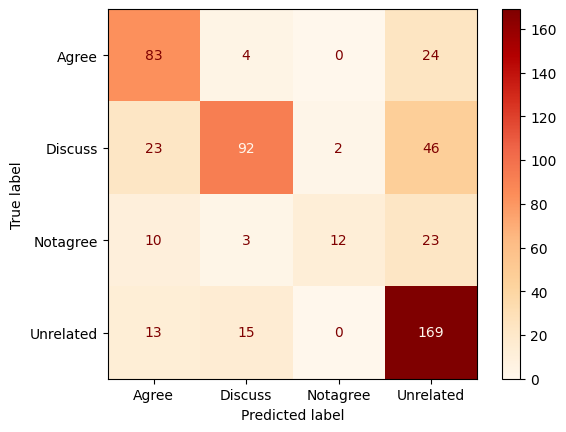 Agree 83 4 0 24
Discuss 23 92 2 46
Notagree 10 3 12 23
Unrelated 13 15 0 169
Agree Discuss Notagree Unrelated
Predicted label
True label
160
140
120
100
80
60
40
20
0